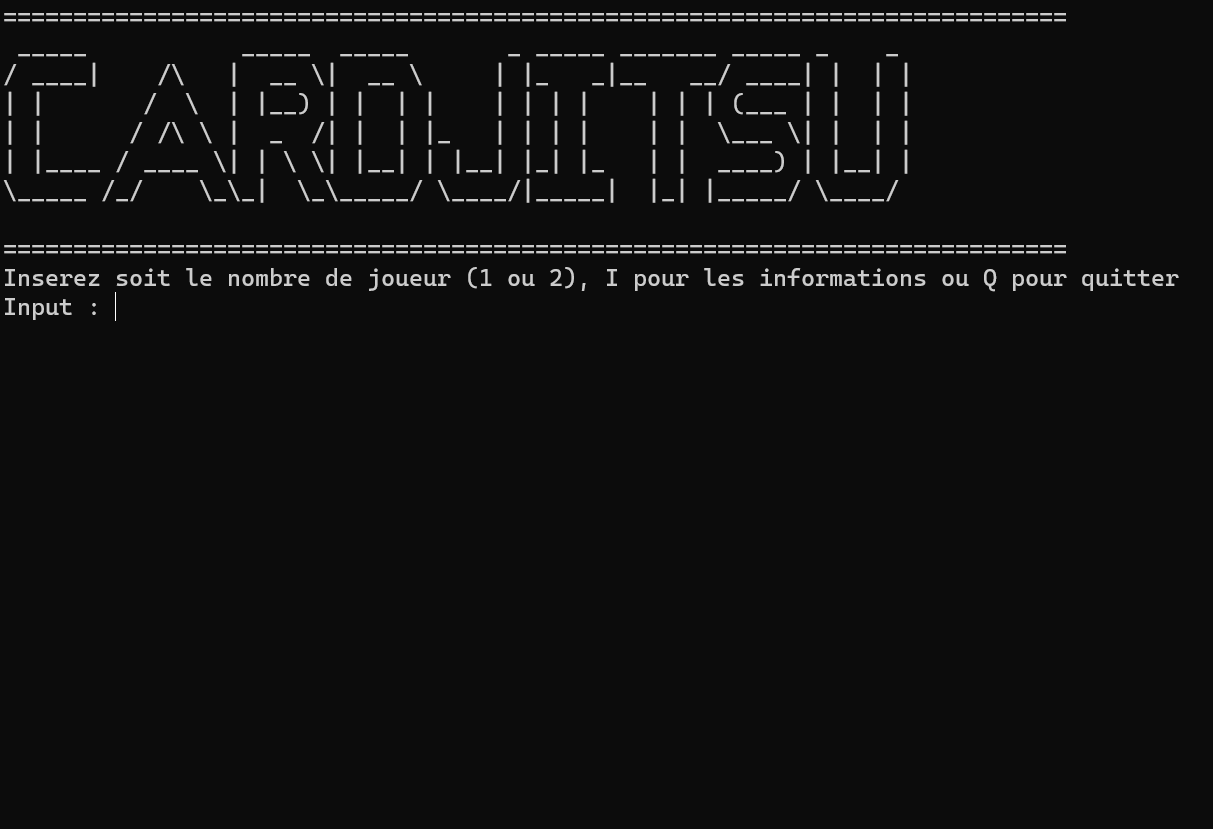 CARDJITSU
Inserez soit le nombre de joueur (1 ou 2), I pour les informations ou Q pour quitter
Input :